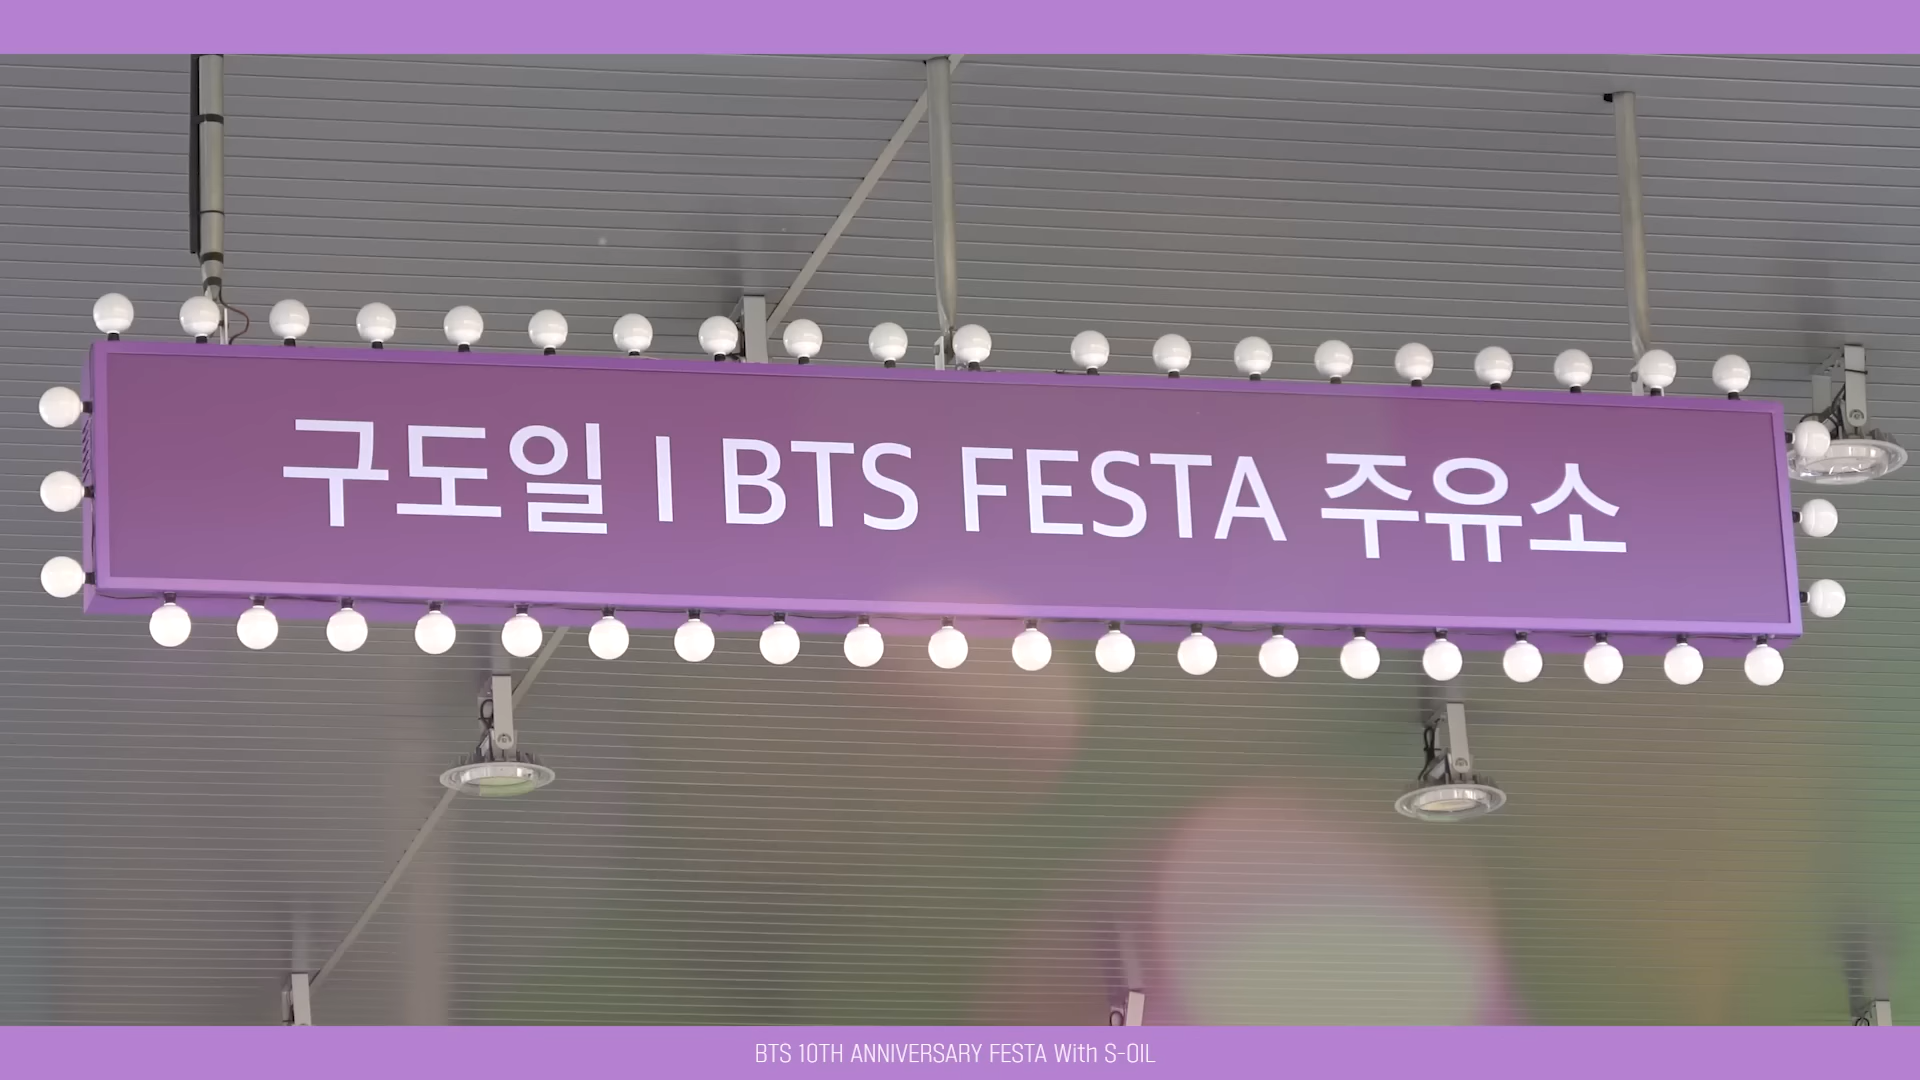 구도일 I BTS FESTA 주유소
BTS 10TH ANNIVERSARY FESTA With S-OIL